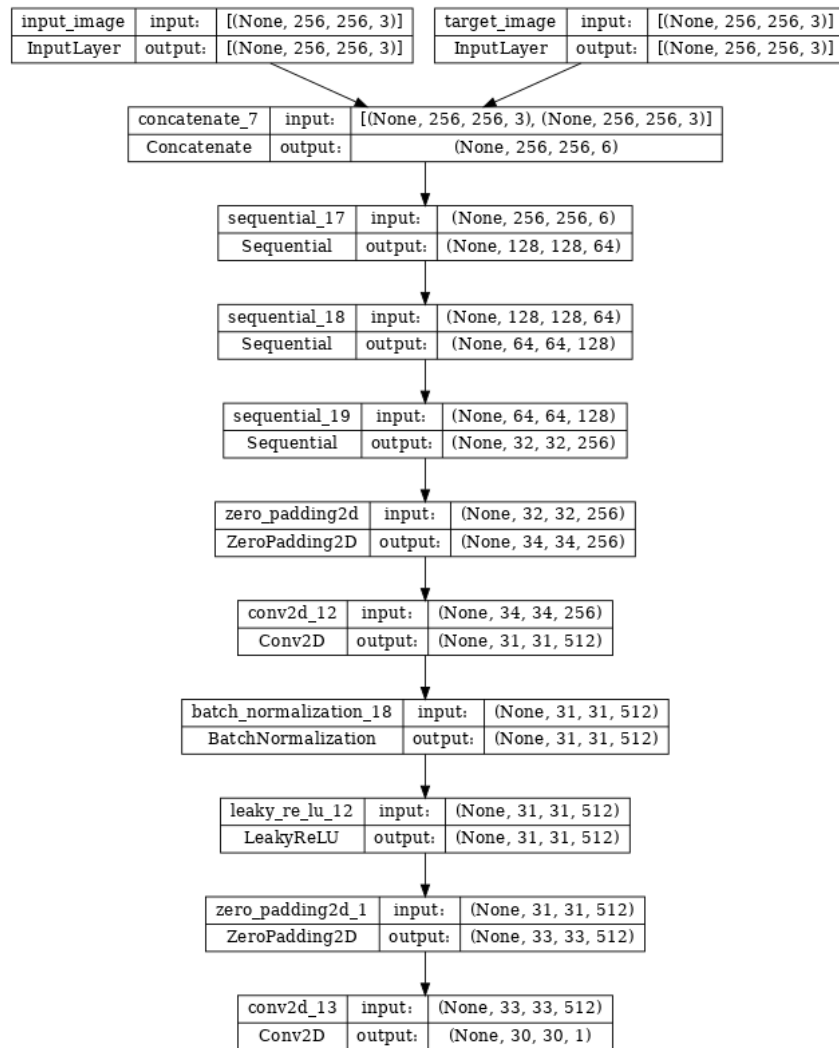 input_image input: [(None, 256, 256, 3)]
InputLayer output: [(None, 256, 256, 3)]
target_image input: [(None, 256, 256, 3)]
InputLayer output: [(None, 256, 256, 3)]
concatenate_7 input: [(None, 256, 256, 3), (None, 256, 256, 3)]
Concatenate output: (None, 256, 256, 6)
sequential_17 input: (None, 256, 256, 6)
Sequential output: (None, 128, 128, 64)
sequential_18 input: (None, 128, 128, 64)
Sequential output: (None, 64, 64, 128)
sequential_19 input: (None, 64, 64, 128)
Sequential output: (None, 32, 32, 256)
zero_padding2d input: (None, 32, 32, 256)
ZeroPadding2D output: (None, 34, 34, 256)
conv2d_12 input: (None, 34, 34, 256)
Conv2D output: (None, 31, 31, 512)
batch_normalization_18 input: (None, 31, 31, 512)
BatchNormalization output: (None, 31, 31, 512)
leaky_re_lu_12 input: (None, 31, 31, 512)
LeakyReLU output: (None, 31, 31, 512)
zero_padding2d_1 input: (None, 31, 31, 512)
ZeroPadding2D output: (None, 33, 33, 512)
conv2d_13 input: (None, 33, 33, 512)
Conv2D output: (None, 30, 30, 1)